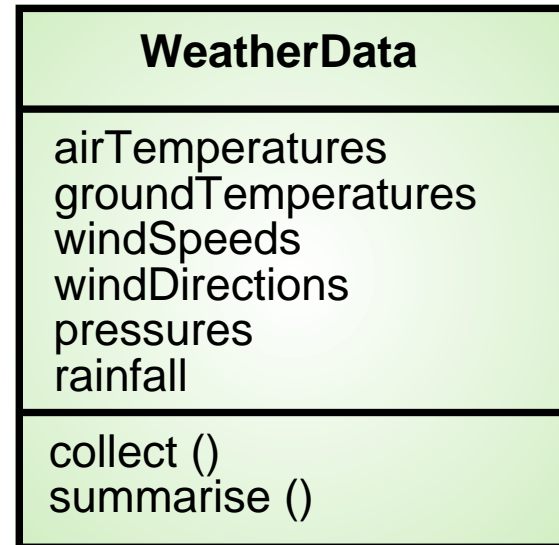 WeatherData
airTemperatures
groundTemperatures
windSpeeds
windDirections
pressures
rainfall
collect ()
summarise ()